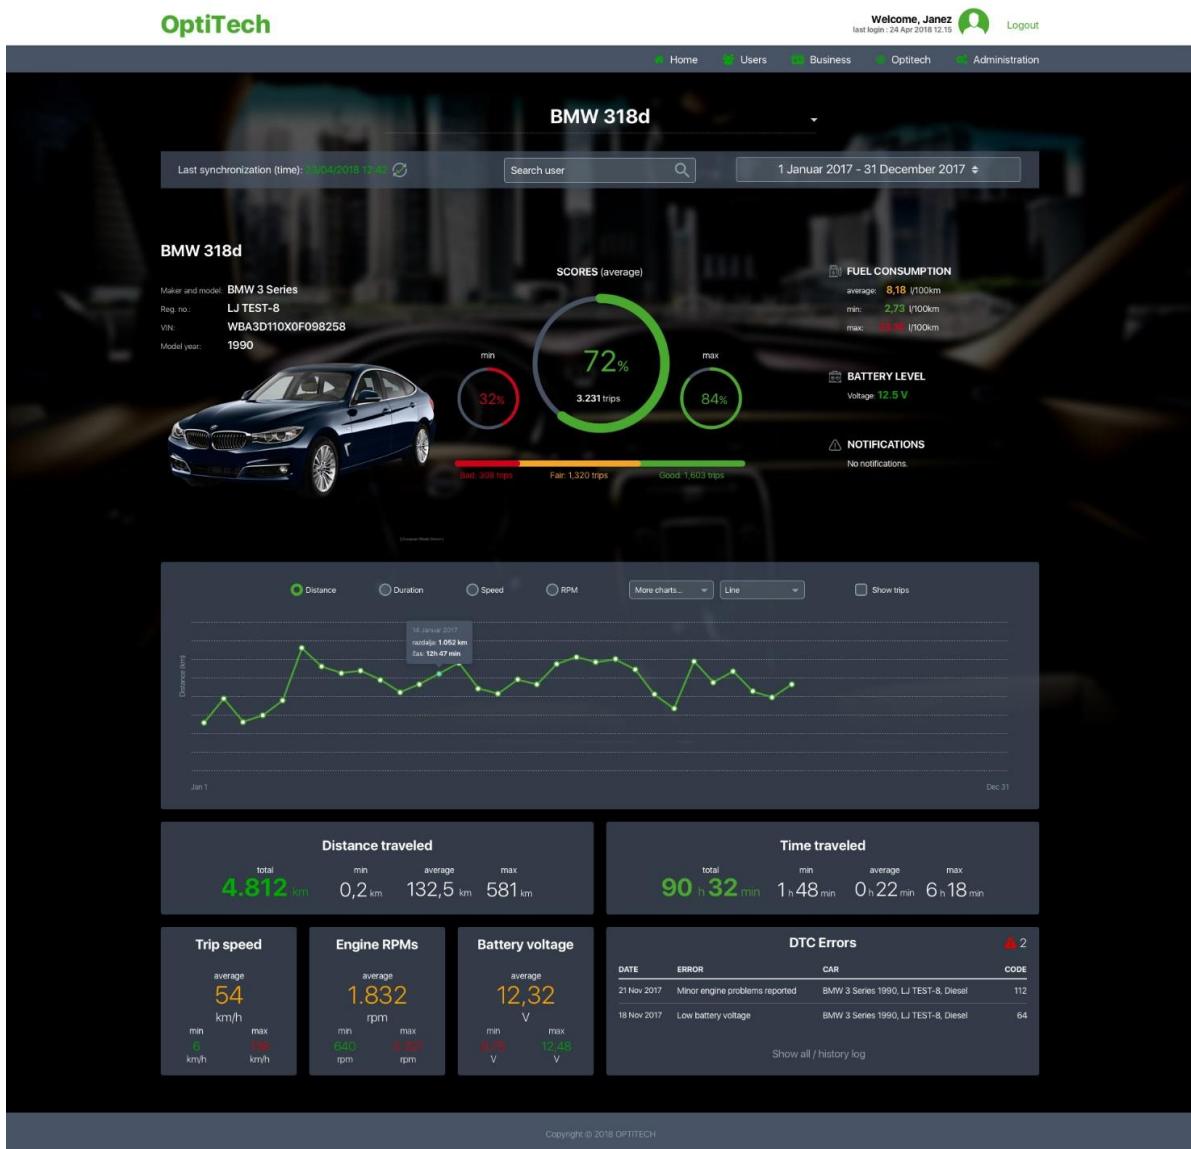 OptiTech
Welcome, Janez
last login : 24 Apr 2018 12.15
Logout
Home Users Business Optitech Administration
BMW 318d
Last synchronization (time): 23/04/2018 12:42
Search user
1 Januar 2017 - 31 December 2017
BMW 318d
Maker and model: BMW 3 Series
Reg. no.: LJ TEST-8
VIN: WBA3D110X0F098258
Model year: 1990
SCORES (average)
min
32%
72%
3.231 trips
max
84%
Bad: 308 trips Fair: 1,320 trips Good: 1,603 trips
FUEL CONSUMPTION
average: 8,18 l/100km
min: 2,73 l/100km
max: l/100km
BATTERY LEVEL
Voltage: 12.5 V
NOTIFICATIONS
No notifications.
Distance Duration Speed RPM More charts... Line Show trips
14 Januar 2017
razdalja: 1.052 km
čas: 12h 47 min
Distance (km)
Jan 1 Dec 31
Distance traveled
total min average max
4.812 km 0,2 km 132,5 km 581 km
Time traveled
total min average max
90 h 32 min 1 h 48 min 0 h 22 min 6 h 18 min
Trip speed
average
54
km/h
min max
6
km/h km/h
Engine RPMs
average
1.832
rpm
min max
640
rpm rpm
Battery voltage
average
12,32
V
min max
12,48
V V
DTC Errors 2
DATE ERROR CAR CODE
21 Nov 2017 Minor engine problems reported BMW 3 Series 1990, LJ TEST-8, Diesel 112
18 Nov 2017 Low battery voltage BMW 3 Series 1990, LJ TEST-8, Diesel 64
Show all / history log
Copyright © 2018 OPTITECH